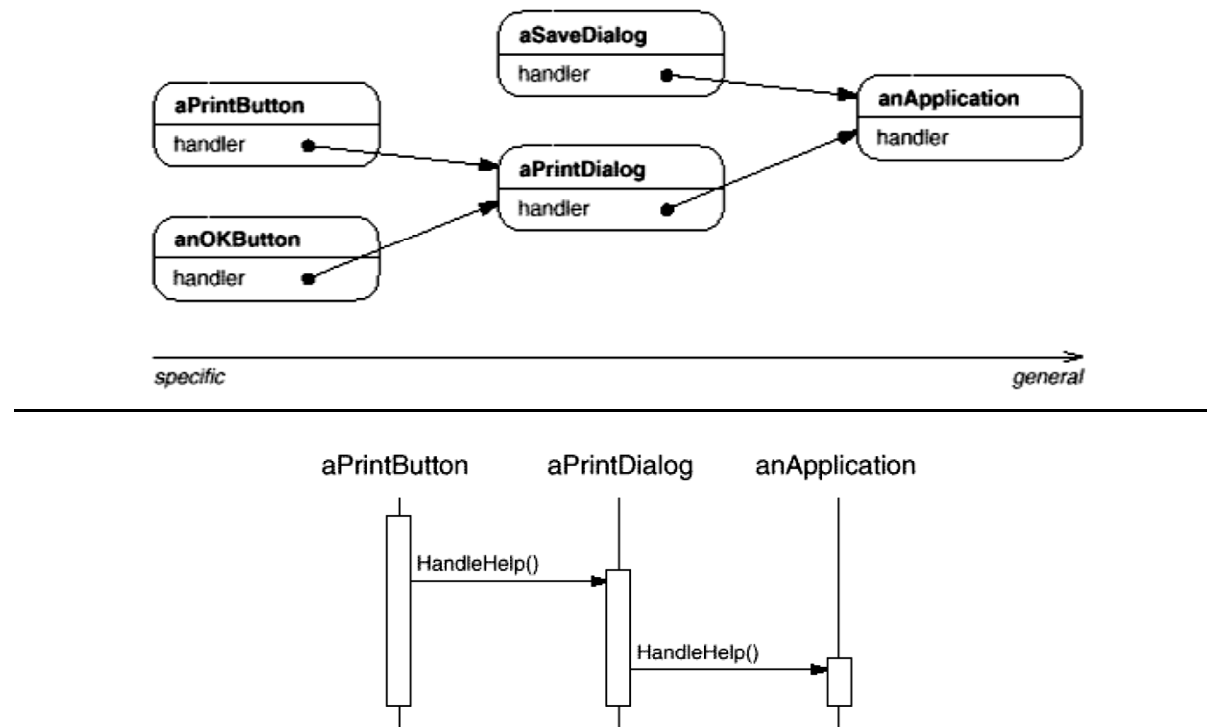 aSaveDialog
handler
aPrintButton
handler
anApplication
handler
aPrintDialog
handler
anOKButton
handler
specific
general
aPrintButton aPrintDialog anApplication
HandleHelp()
HandleHelp()